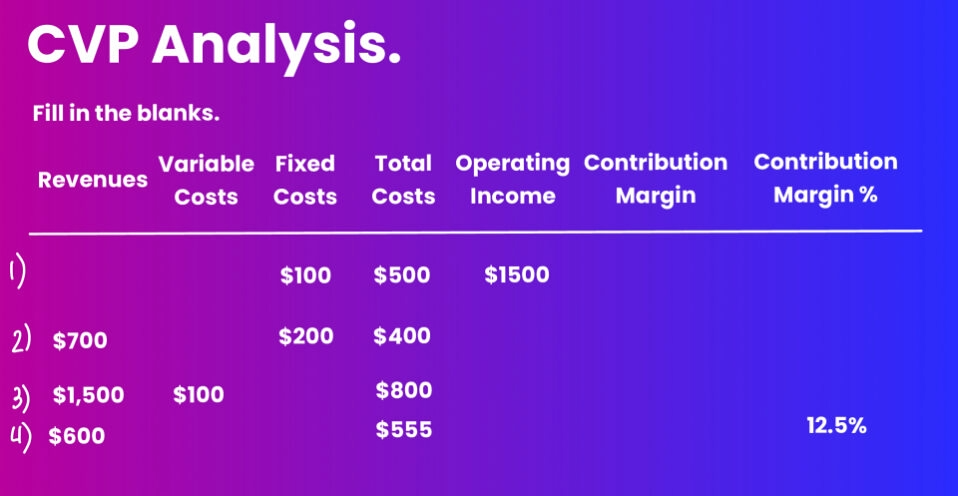 CVP Analysis.
Fill in the blanks.
Revenues Variable Costs Fixed Costs Total Costs Operating Income Contribution Margin Contribution Margin %
1) $100 $500 $1500
2) $700 $200 $400
3) $1,500 $100 $800
4) $600 $555 12.5%